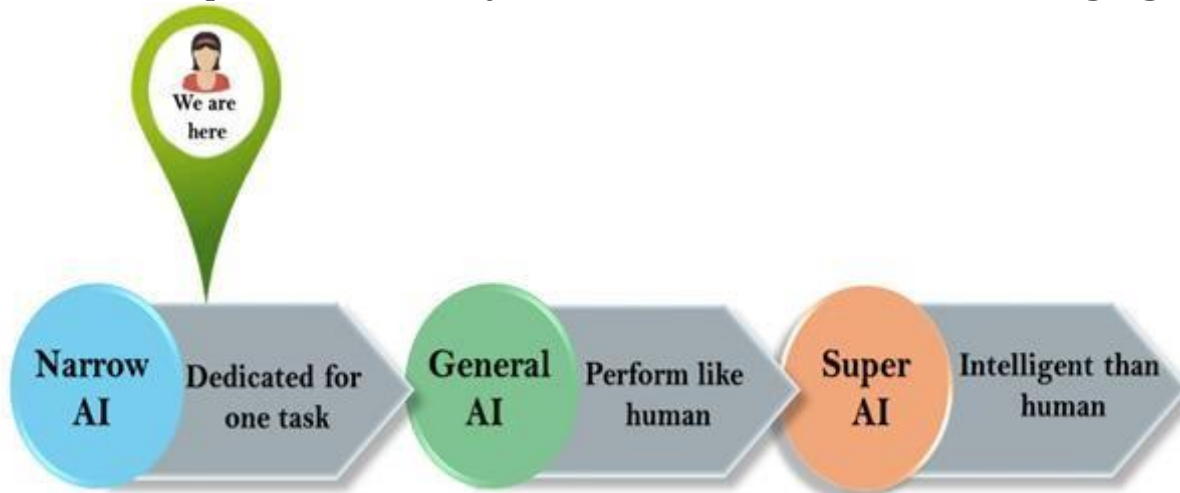 We are
here
Narrow
AI
Dedicated for
one task
General
AI
Perform like
human
Super
AI
Intelligent than
human